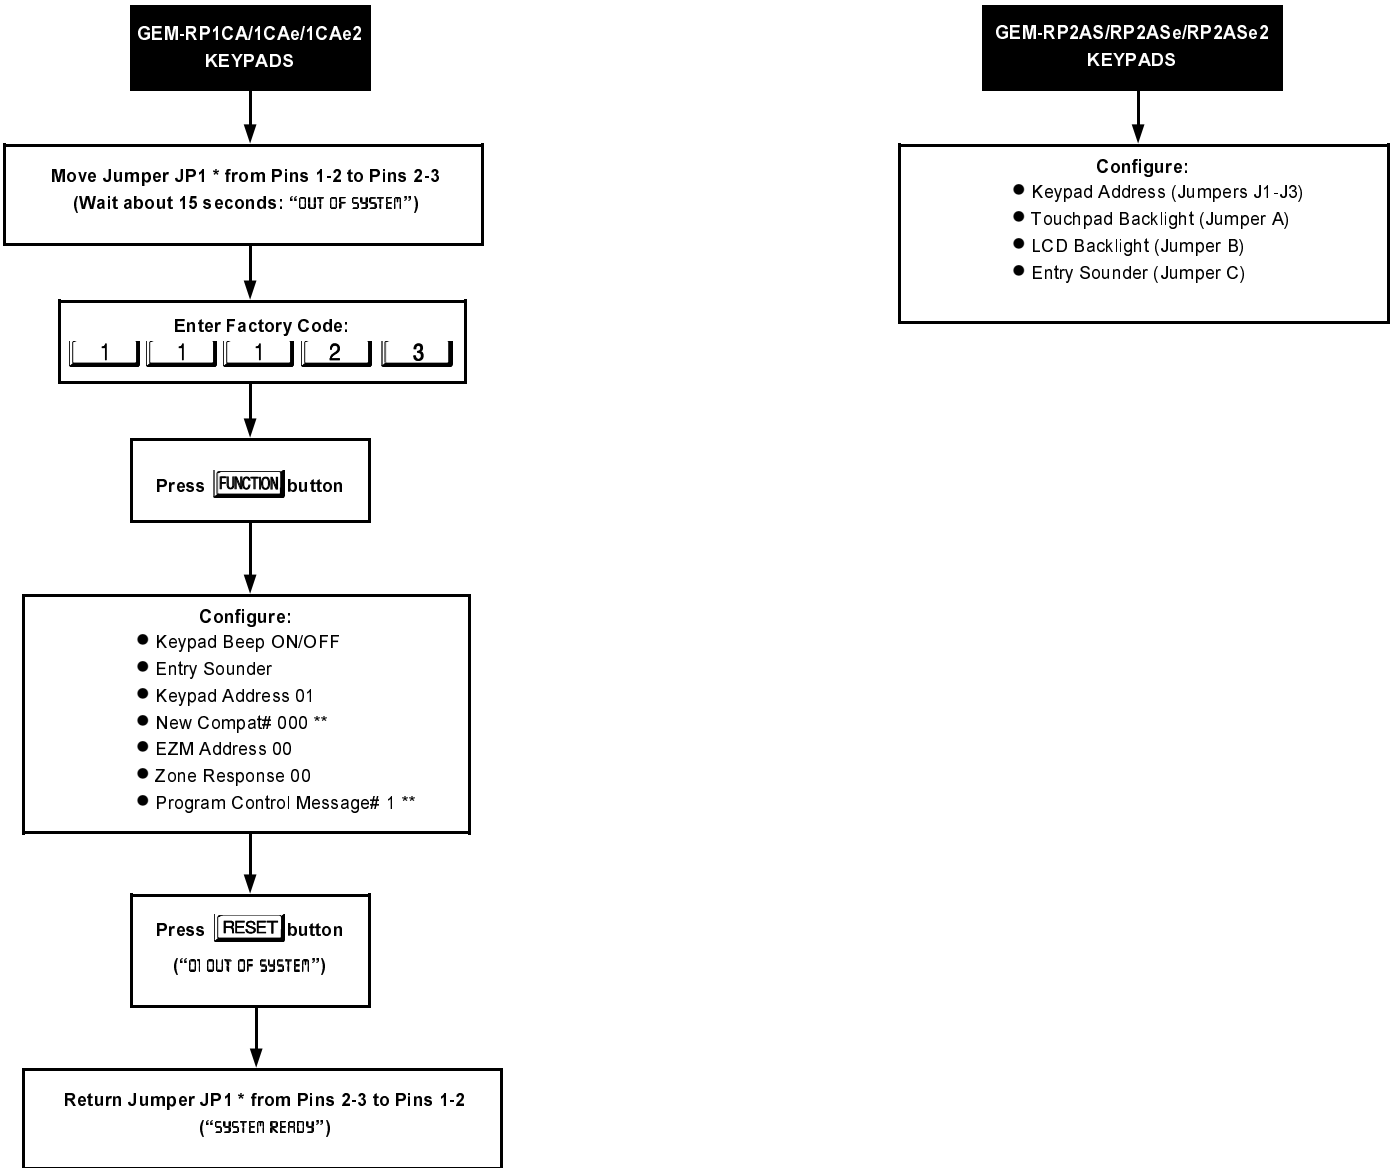 GEM-RP1CA/1CAe/1CAe2
KEYPADS
Move Jumper JP1 * from Pins 1-2 to Pins 2-3
(Wait about 15 seconds: “OUT OF SYSTEM”)
Enter Factory Code:
1 1 1 2 3
Press FUNCTION button
Configure:
● Keypad Beep ON/OFF
● Entry Sounder
● Keypad Address 01
● New Compat# 000 **
● EZM Address 00
● Zone Response 00
● Program Control Message# 1 **
Press RESET button
(“01 OUT OF SYSTEM”)
Return Jumper JP1 * from Pins 2-3 to Pins 1-2
(“SYSTEM READY”)
GEM-RP2AS/RP2ASe/RP2ASe2
KEYPADS
Configure:
● Keypad Address (Jumpers J1-J3)
● Touchpad Backlight (Jumper A)
● LCD Backlight (Jumper B)
● Entry Sounder (Jumper C)